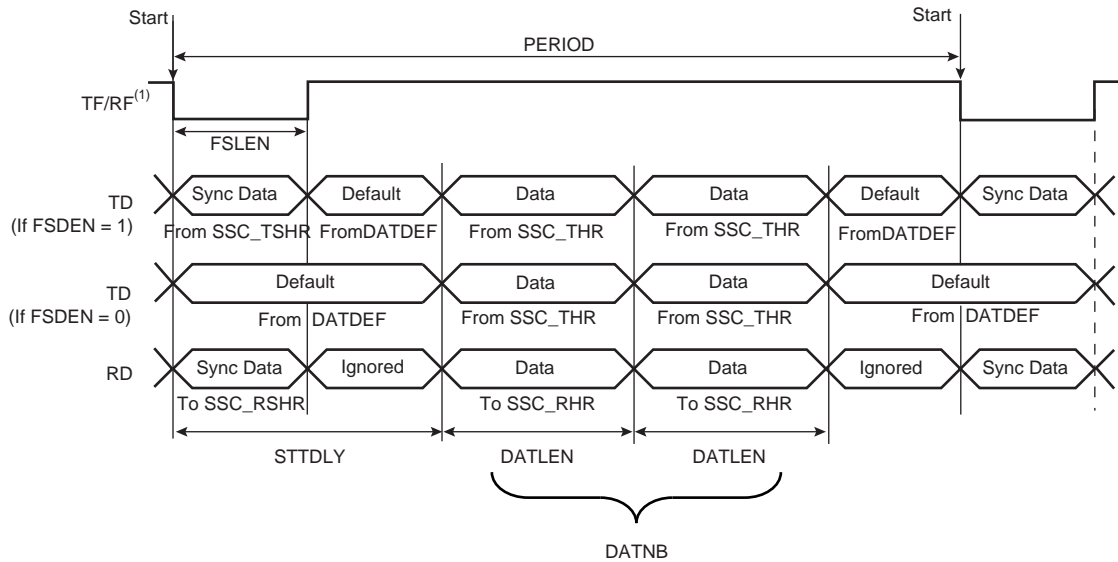 Start
Start
PERIOD
TF/RF(1)
FSLEN
TD
(If FSDEN = 1)
Sync Data
Default
Data
Data
Default
Sync Data
From SSC_TSHR
FromDATDEF
From SSC_THR
From SSC_THR
FromDATDEF
TD
(If FSDEN = 0)
Default
Data
Data
Default
From DATDEF
From SSC_THR
From SSC_THR
From DATDEF
RD
Sync Data
Ignored
Data
Data
Ignored
Sync Data
To SSC_RSHR
To SSC_RHR
To SSC_RHR
STTDLY
DATLEN
DATLEN
DATNB